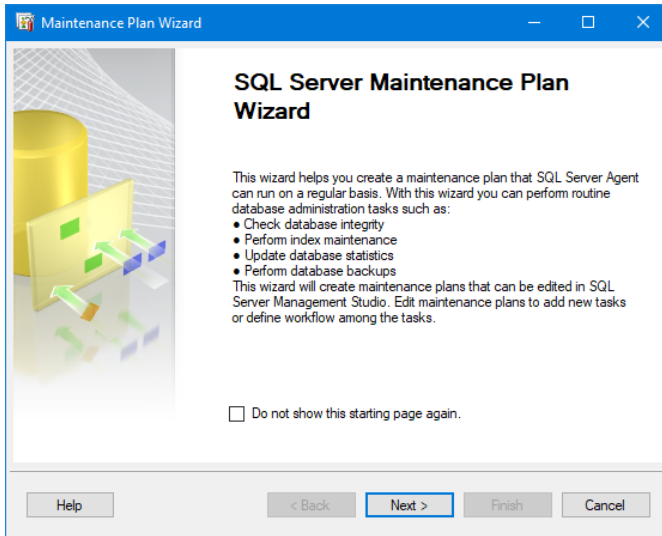 Maintenance Plan Wizard
SQL Server Maintenance Plan
Wizard
This wizard helps you create a maintenance plan that SQL Server Agent
can run on a regular basis. With this wizard you can perform routine
database administration tasks such as:
● Check database integrity
● Perform index maintenance
● Update database statistics
● Perform database backups
This wizard will create maintenance plans that can be edited in SQL
Server Management Studio. Edit maintenance plans to add new tasks
or define workflow among the tasks.
Do not show this starting page again.
Help < Back Next > Finish Cancel